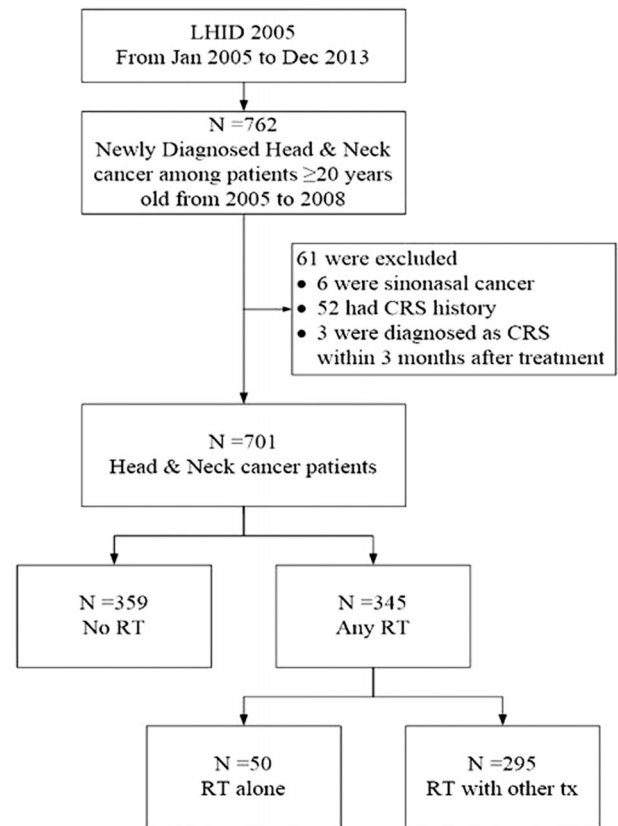 LHID 2005
From Jan 2005 to Dec 2013
N =762
Newly Diagnosed Head & Neck
cancer among patients ≥20 years
old from 2005 to 2008
61 were excluded
• 6 were sinonasal cancer
• 52 had CRS history
• 3 were diagnosed as CRS
within 3 months after treatment
N =701
Head & Neck cancer patients
N =359
No RT
N =345
Any RT
N =50
RT alone
N =295
RT with other tx